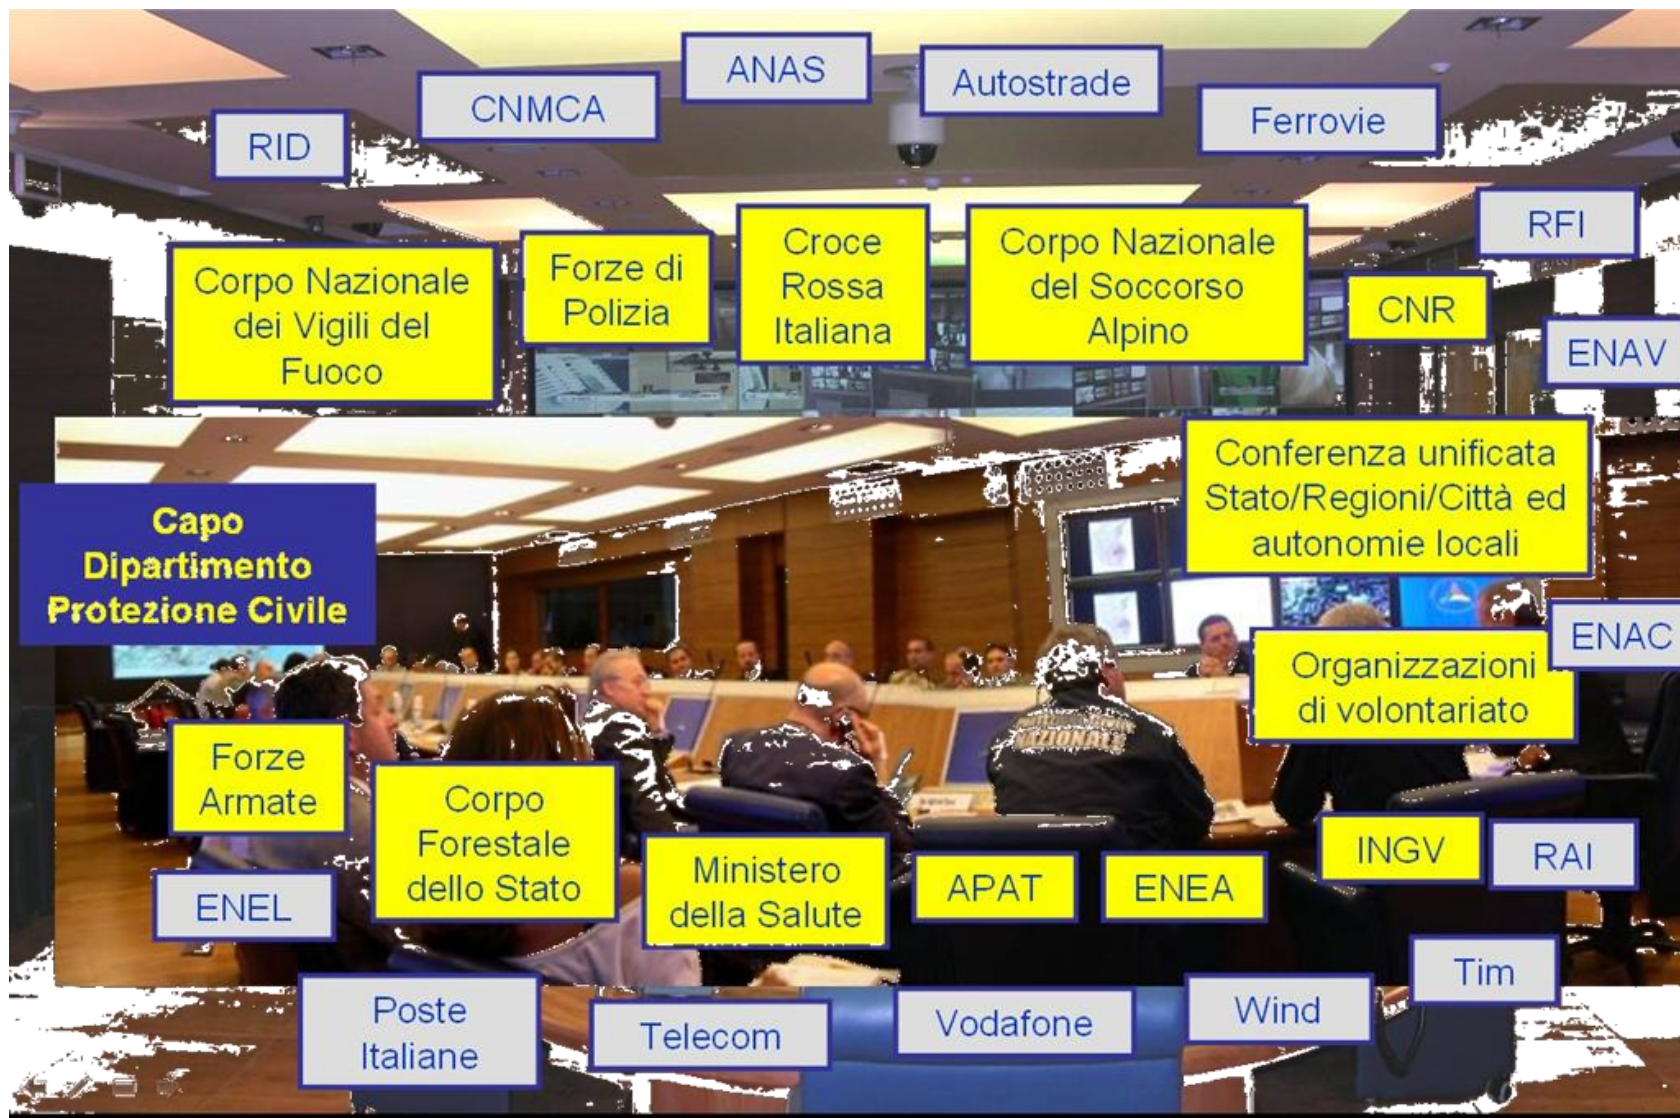 ANAS
Autostrade
CNMCA
Ferrovie
RID
RFI
Corpo Nazionale
dei Vigili del
Fuoco
Forze di
Polizia
Croce
Rossa
Italiana
Corpo Nazionale
del Soccorso
Alpino
CNR
ENAV
Conferenza unificata
Stato/Regioni/Città ed
autonomie locali
Capo
Dipartimento
Protezione Civile
ENAC
Organizzazioni
di volontariato
NAZIONALE
Forze
Armate
Corpo
Forestale
dello Stato
Ministero
della Salute
APAT
ENEA
INGV
RAI
ENEL
Poste
Italiane
Telecom
Vodafone
Wind
Tim